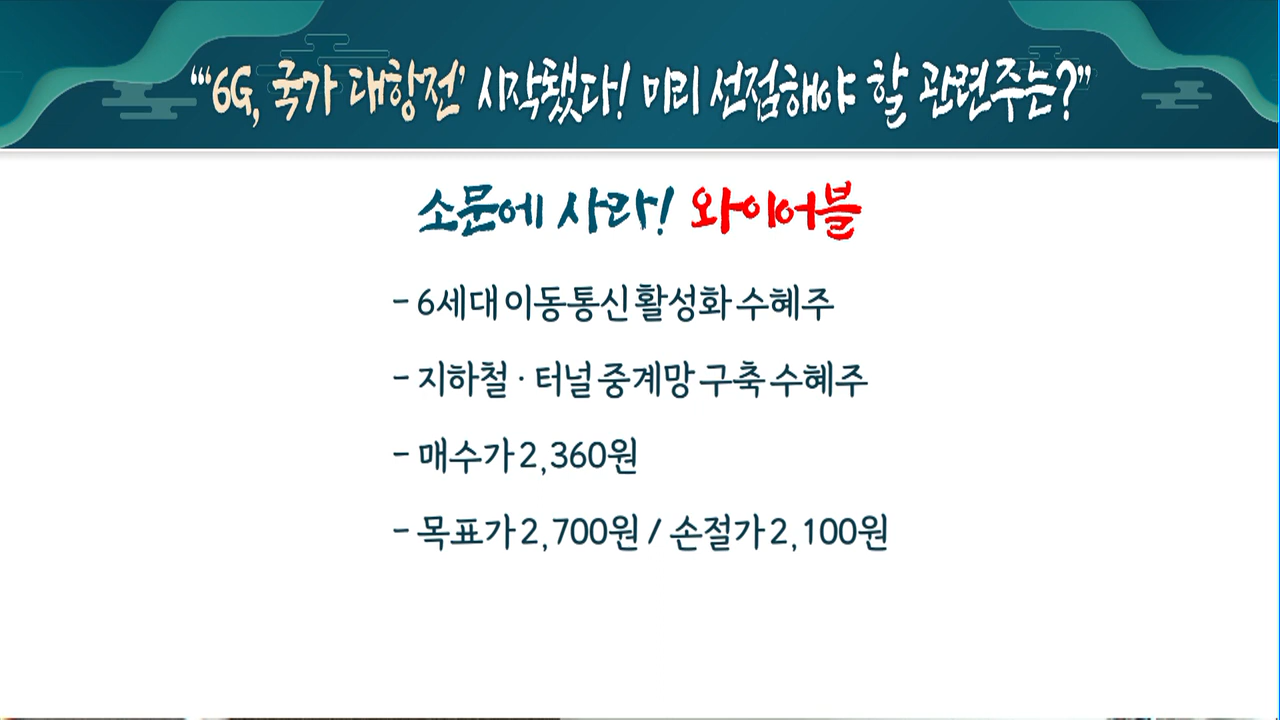 “‘6G, 국가 대항전’ 시작됐다! 미리 선점해야 할 관련주는?”
소문에 사라! 와이어블
- 6세대 이동통신 활성화 수혜주
- 지하철 · 터널 중계망 구축 수혜주
- 매수가 2,360원
- 목표가 2,700원 / 손절가 2,100원